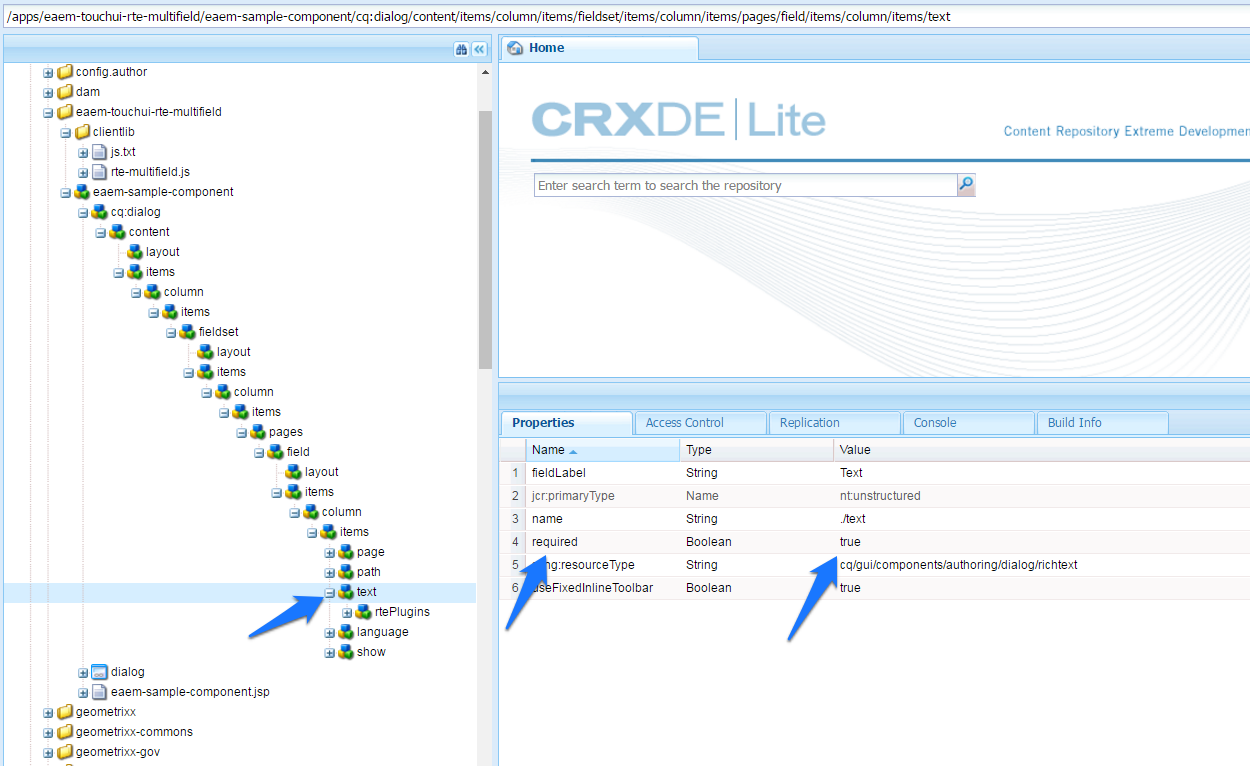 /apps/eaem-touchui-rte-multifield/eaem-sample-component/cq:dialog/content/items/column/items/fieldset/items/column/items/pages/field/items/column/items/text
config.author
dam
eaem-touchui-rte-multifield
clientlib
js.txt
rte-multifield.js
eaem-sample-component
cq:dialog
content
layout
items
column
items
fieldset
layout
items
column
items
pages
field
layout
items
column
items
page
path
text
rtePlugins
language
show
dialog
eaem-sample-component.jsp
geometrixx
geometrixx-commons
geometrixx-gov
Home
CRXDE Lite
Content Repository Extreme Developmen
Enter search term to search the repository
Properties Access Control Replication Console Build Info
Name Type Value
1 fieldLabel String Text
2 jcr:primaryType Name nt:unstructured
3 name String ./text
4 required Boolean true
5 ng:resourceType String cq/gui/components/authoring/dialog/richtext
6 seFixedInlineToolbar Boolean true